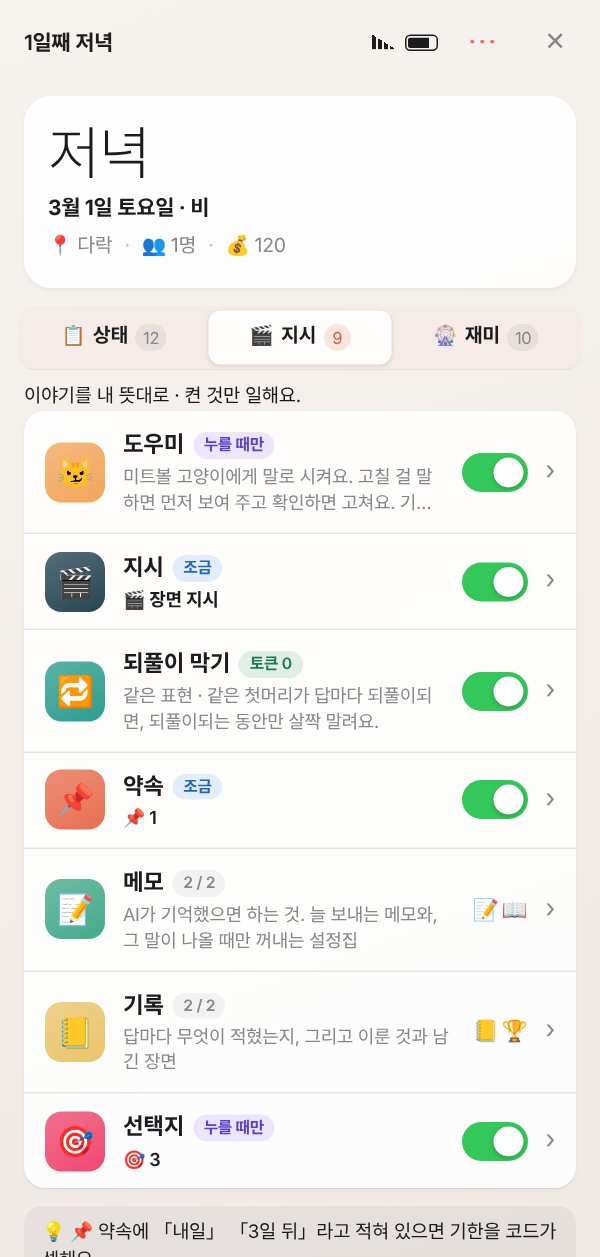 1일째 저녁
저녁
3월 1일 토요일 · 비
📍 다락 · 👥 1명 · 💰 120
📋 상태 12 🎬 지시 9 🎡 재미 10
이야기를 내 뜻대로 · 켠 것만 일해요.
도우미 누를 때만
미트볼 고양이에게 말로 시켜요. 고칠 걸 말
하면 먼저 보여 주고 확인하면 고쳐요. 기...
지시 조금
🎬 장면 지시
되풀이 막기 토큰 0
같은 표현 · 같은 첫머리가 답마다 되풀이되
면, 되풀이되는 동안만 살짝 말려요.
약속 조금
📌 1
메모 2 / 2
AI가 기억했으면 하는 것. 늘 보내는 메모와,
그 말이 나올 때만 꺼내는 설정집
기록 2 / 2
답마다 무엇이 적혔는지, 그리고 이룬 것과 남
긴 장면
선택지 누를 때만
🎯 3
💡 📌 약속에 「내일」 「3일 뒤」라고 적혀 있으면 기한을 코드가